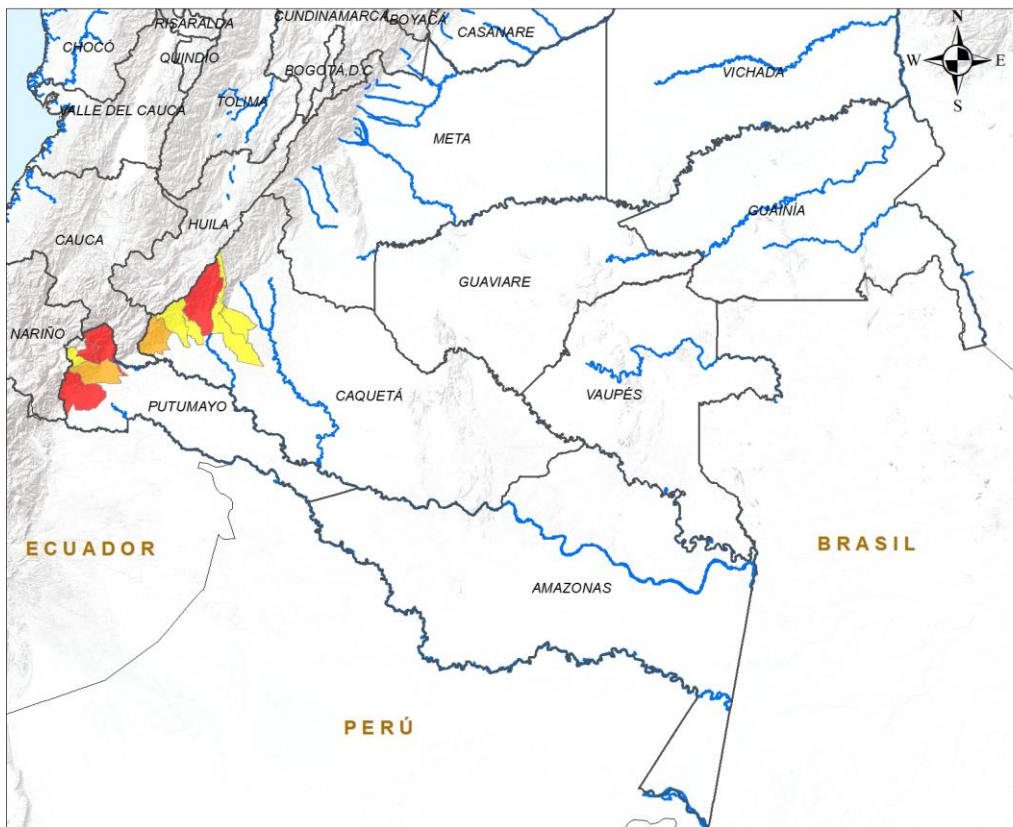 CUNDINAMARCA
BOYACÁ
RISARALDA
CASANARE
N
CHOCÓ
QUINDÍO
BOGOTÁ,D.C
VICHADA
W
E
S
TOLIMA
VALLE DEL CAUCA
META
HUILA
GUAINÍA
CAUCA
GUAVIARE
NARIÑO
CAQUETÁ
VAUPÉS
PUTUMAYO
ECUADOR
BRASIL
AMAZONAS
PERÚ